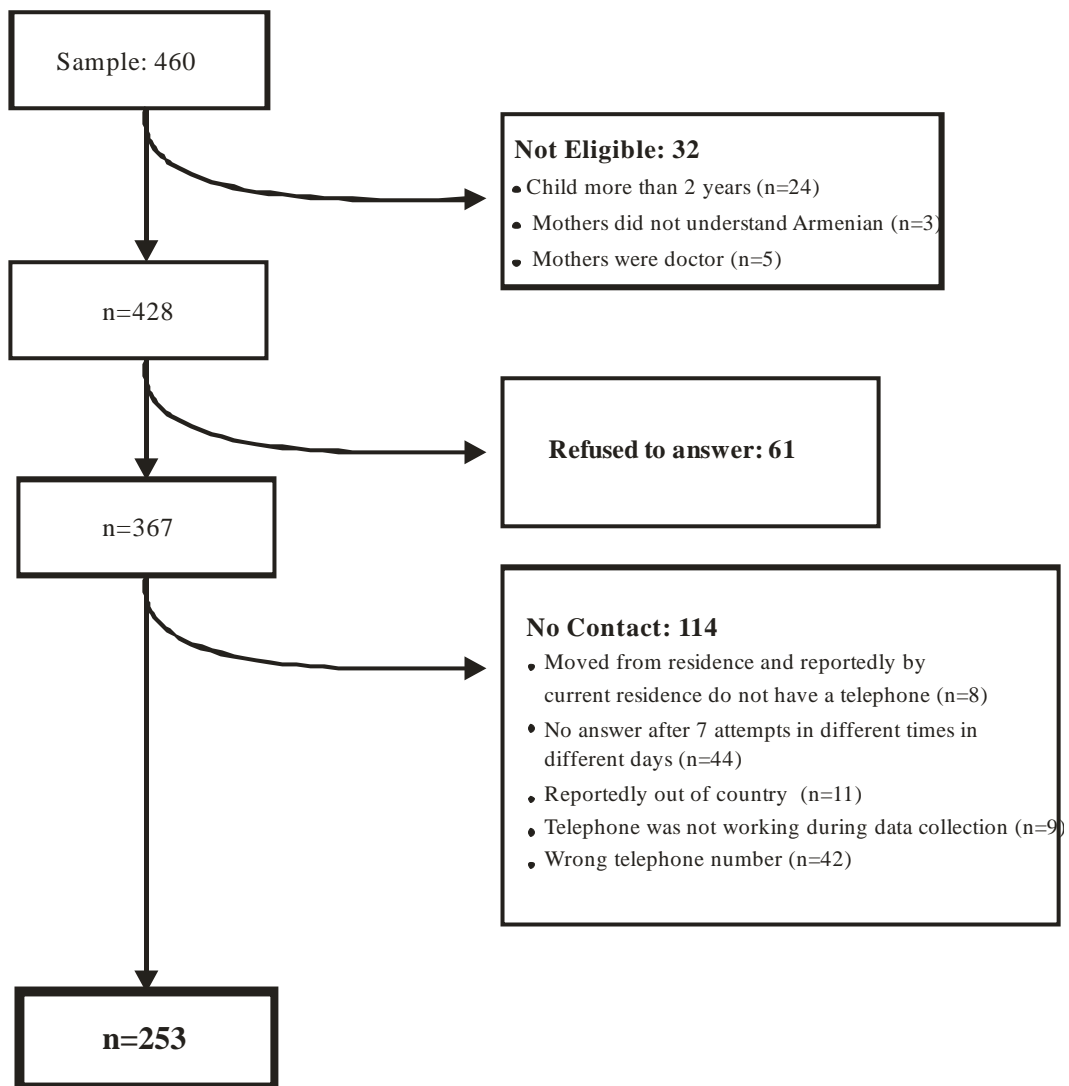 Sample: 460
Not Eligible: 32
• Child more than 2 years (n=24)
• Mothers did not understand Armenian (n=3)
• Mothers were doctor (n=5)
n=428
Refused to answer: 61
n=367
No Contact: 114
• Moved from residence and reportedly by
current residence do not have a telephone (n=8)
• No answer after 7 attempts in different times in
different days (n=44)
• Reportedly out of country (n=11)
• Telephone was not working during data collection (n=9)
• Wrong telephone number (n=42)
n=253